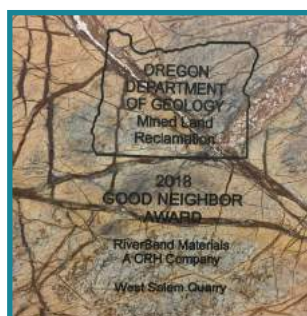 OREGON
DEPARTMENT
OF GEOLOGY
Mined Land
Reclamation
2018
GOOD NEIGHBOR
AWARD
RiverBend Materials
A CRH Company
West Salem Quarry